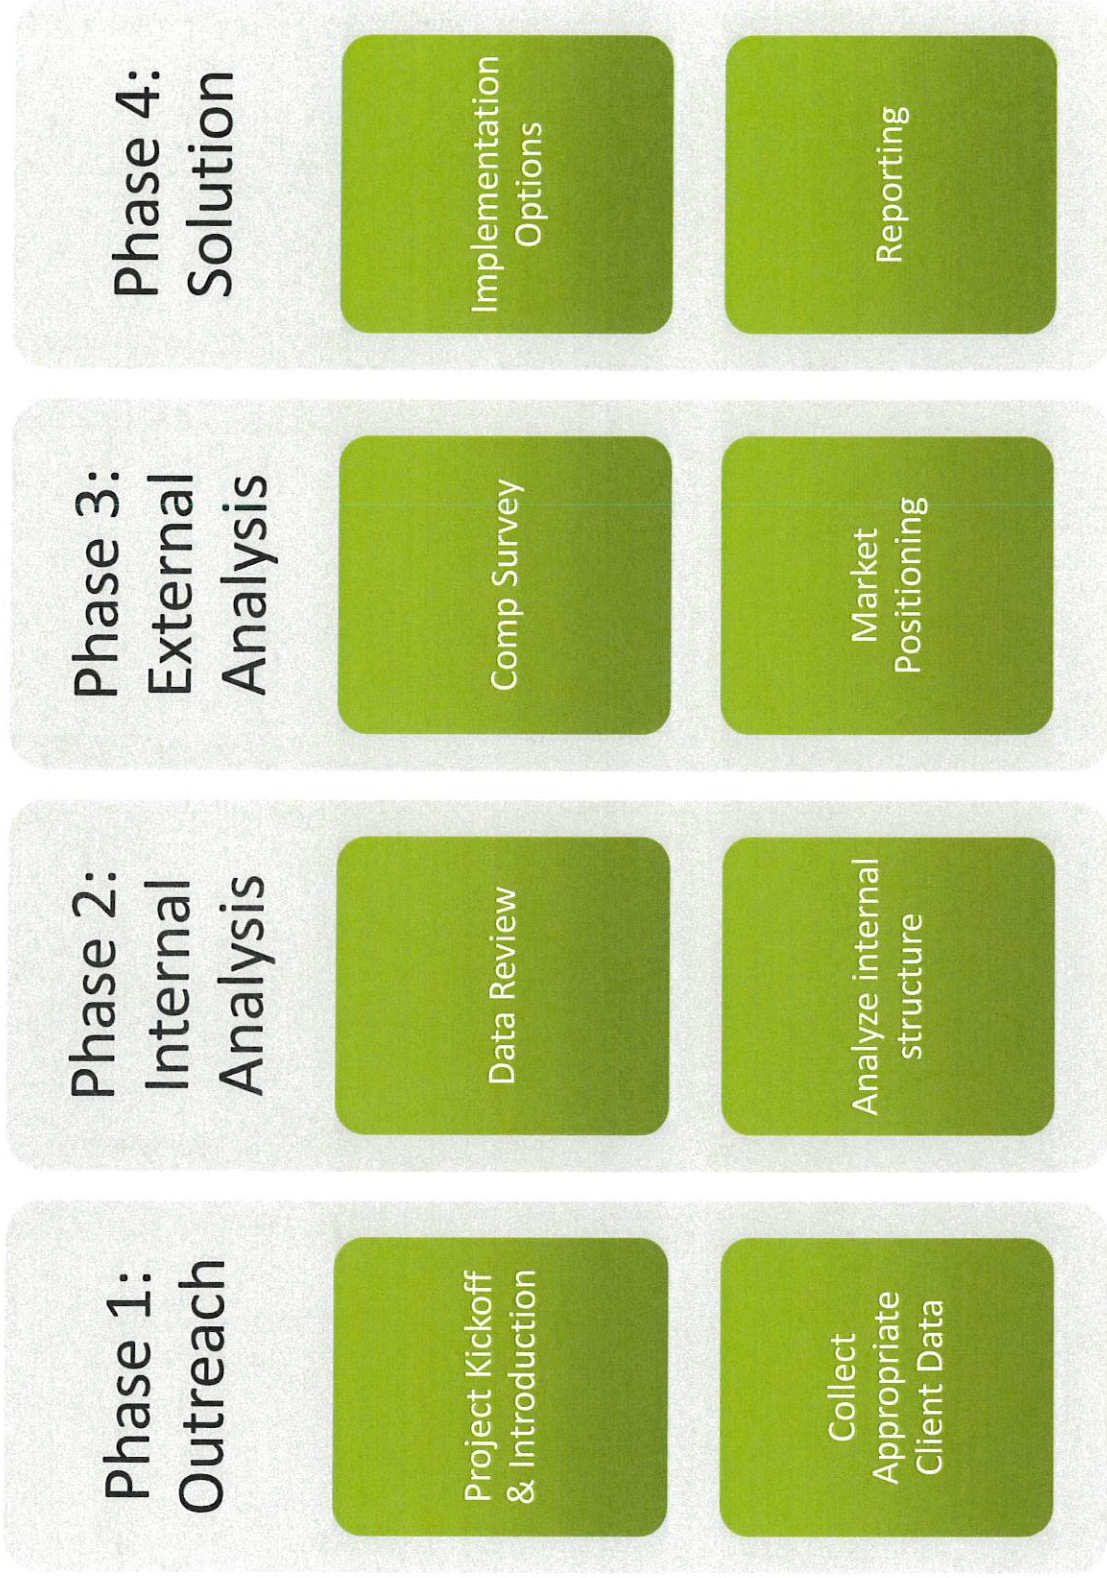 Phase 1:
Outreach
Project Kickoff
& Introduction
Collect
Appropriate
Client Data
Phase 2:
Internal
Analysis
Data Review
Analyze internal
structure
Phase 3:
External
Analysis
Comp Survey
Market
Positioning
Phase 4:
Solution
Implementation
Options
Reporting